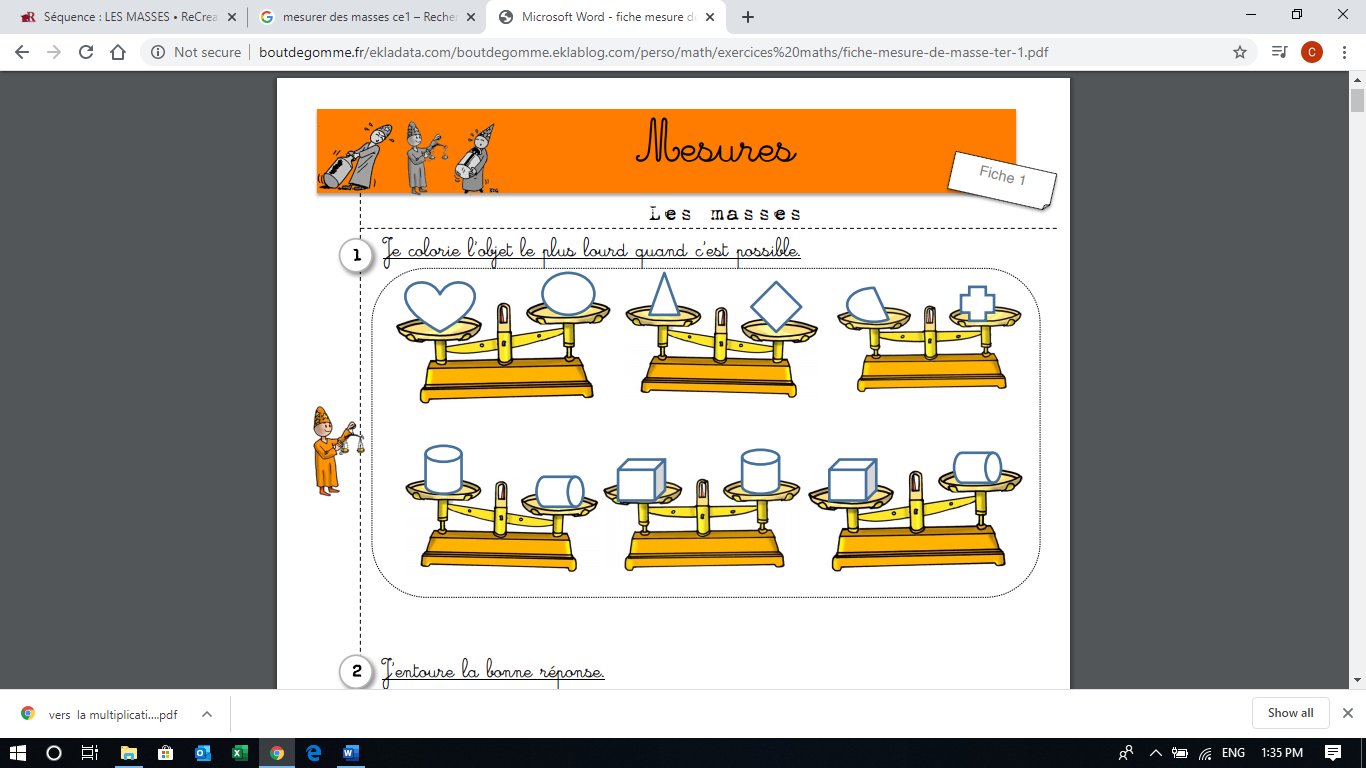 Séquence : LES MASSES • ReCrea
mesurer des masses ce1 – Recher
Microsoft Word - fiche mesure de
Not secure
boutdegomme.fr/ekladata.com/boutdegomme.eklablog.com/perso/math/exercices%20maths/fiche-mesure-de-masse-ter-1.pdf
C
Mesures
Fiche 1
Les masses
1 Je colorie l'objet le plus lourd quand c'est possible.
2 J'entoure la bonne réponse.
vers la multiplicati....pdf
Show all
ENG 1:35 PM